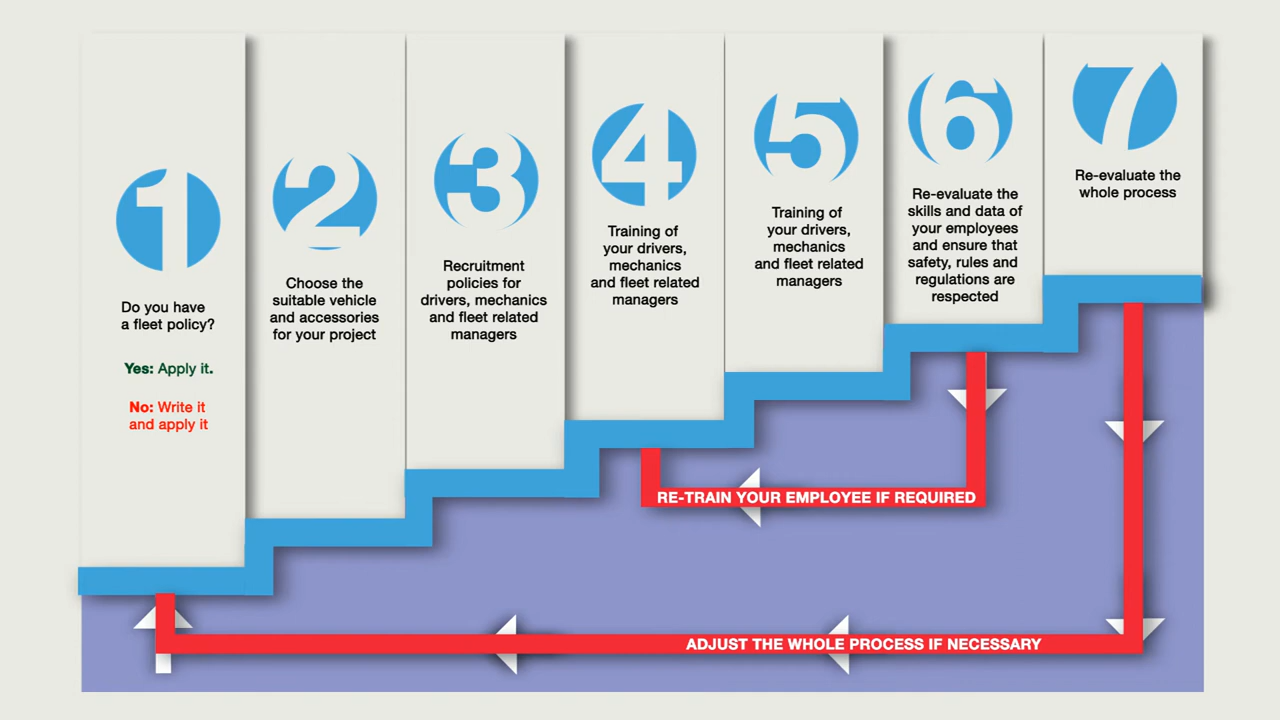 1
Do you have
a fleet policy?
Yes: Apply it.
No: Write it
and apply it
2
Choose the
suitable vehicle
and accessories
for your project
3
Recruitment
policies for
drivers, mechanics
and fleet related
managers
4
Training of
your drivers,
mechanics
and fleet related
managers
5
Training of
your drivers,
mechanics
and fleet related
managers
6
Re-evaluate the
skills and data of
your employees
and ensure that
safety, rules and
regulations are
respected
7
Re-evaluate the
whole process
RE-TRAIN YOUR EMPLOYEE IF REQUIRED
ADJUST THE WHOLE PROCESS IF NECESSARY